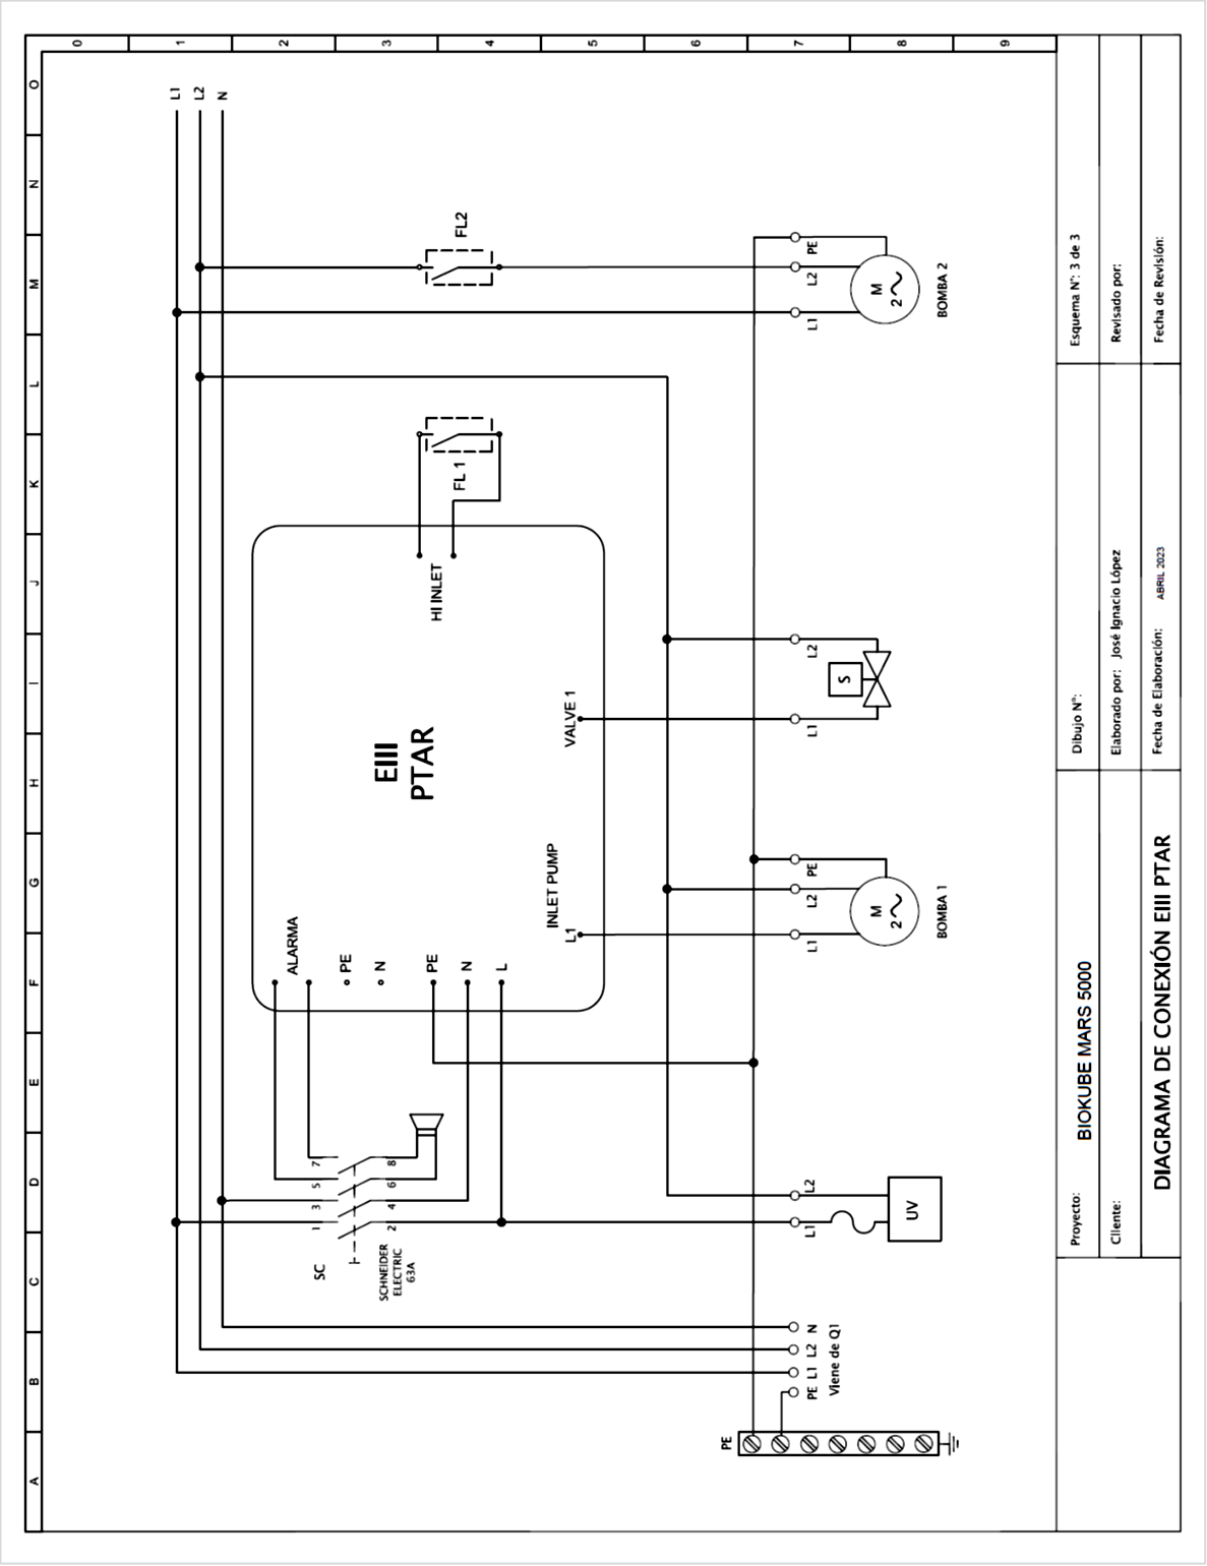 A B C D E F G H I J K L M N O
0
1
2
3
4
5
6
7
8
9
L1
L2
N
SC
1 3 5 7
2 4 6 8
SCHNEIDER
ELECTRIC
63A
ALARMA
PE
N
PE
N
L
EIII
PTAR
HI INLET
FL 1
FL2
INLET PUMP
L1
VALVE 1
PE
PE L1 L2 N
Viene de Q1
L1 L2
UV
L1 L2 PE
M
2
BOMBA 1
L1 L2
S
L1 L2 PE
M
2
BOMBA 2
Proyecto:
BIOKUBE MARS 5000
Dibujo N°:
Esquema N°: 3 de 3
Cliente:
Elaborado por: José Ignacio López
Revisado por:
DIAGRAMA DE CONEXIÓN EIII PTAR
Fecha de Elaboración: ABRIL 2023
Fecha de Revisión: